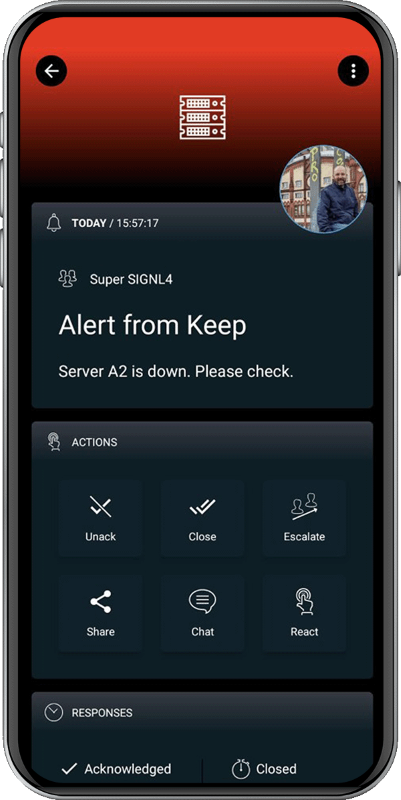 TODAY / 15:57:17
Super SIGNL4
Alert from Keep
Server A2 is down. Please check.
ACTIONS
Unack
Close
Escalate
Share
Chat
React
RESPONSES
Acknowledged
Closed